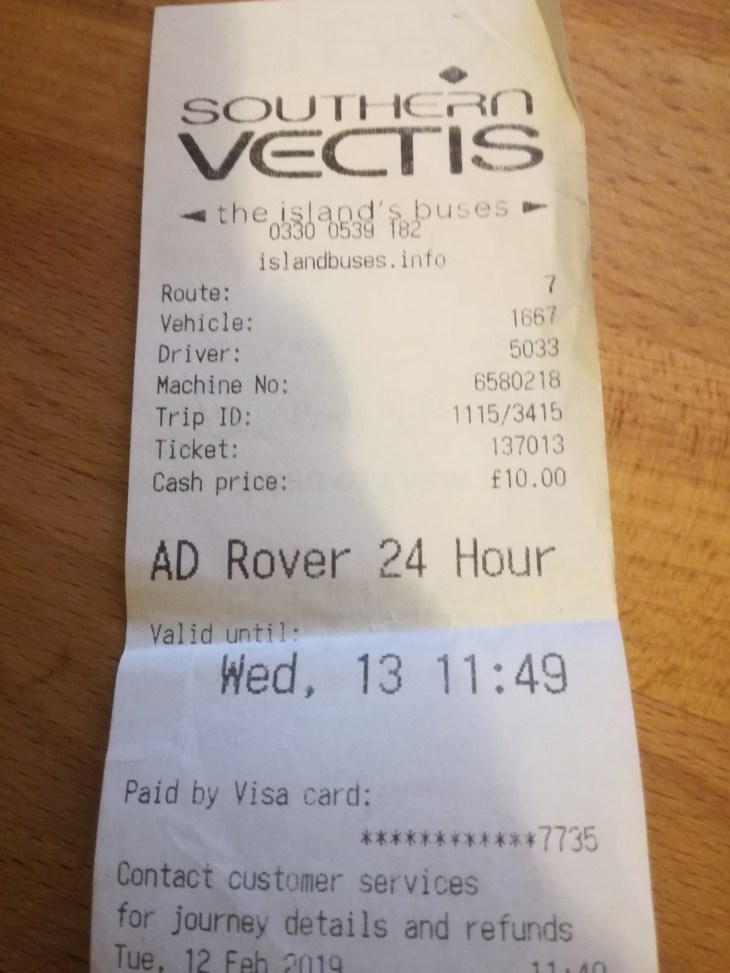 SOUTHERN
VECTIS
the island's buses
0330 0539 182
islandbuses.info
Route: 7
Vehicle: 1667
Driver: 5033
Machine No: 6580218
Trip ID: 1115/3415
Ticket: 137013
Cash price: £10.00
AD Rover 24 Hour
Valid until:
Wed, 13 11:49
Paid by Visa card:
************7735
Contact customer services
for journey details and refunds
Tue, 12 Feb 2019 11:49